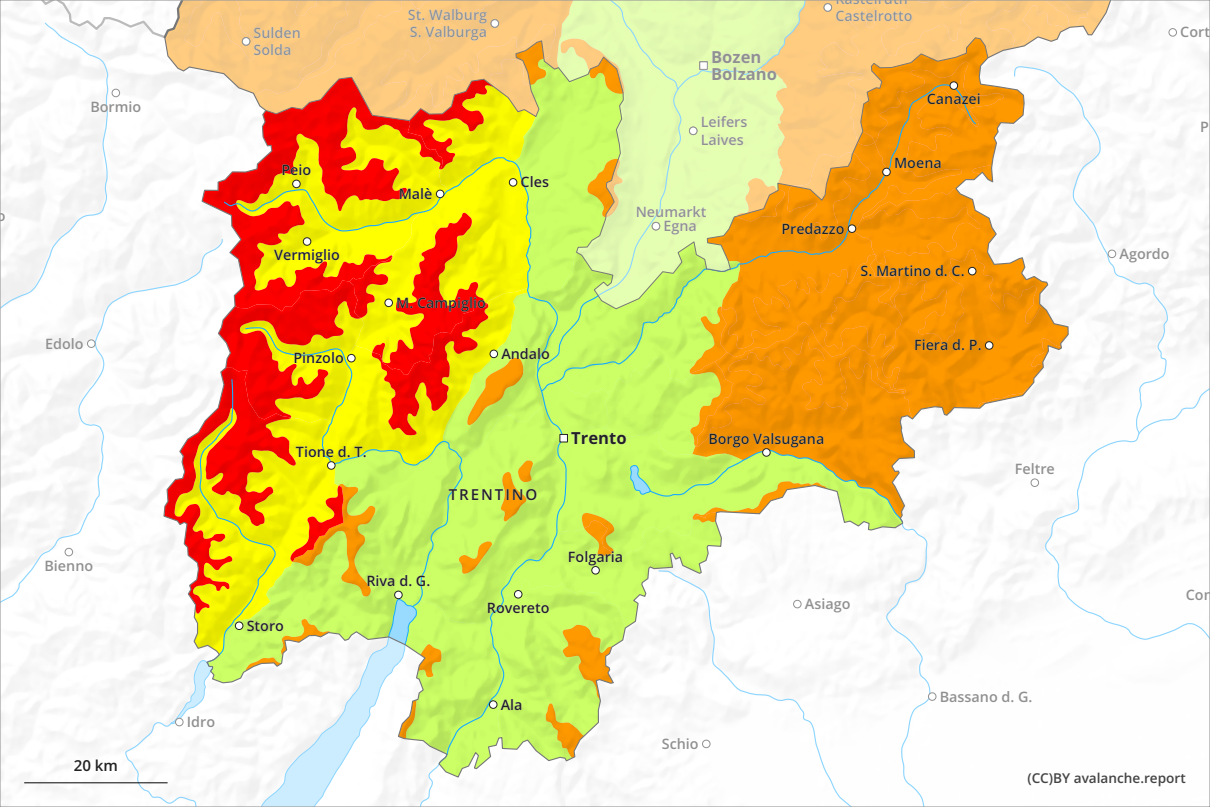 Kastelruth
Castelrotto
St. Walburg
S. Valburga
Sulden
Solda
Cort
Bozen
Bolzano
Bormio
Canazei
Leifers
Laives
P
Moena
Peio
Malè
Cles
Neumarkt
Egna
Predazzo
Vermiglio
Agordo
S. Martino d. C.
M. Campiglio
Edolo
Pinzolo
Andalo
Fiera d. P.
Trento
Borgo Valsugana
Tione d. T.
Feltre
TRENTINO
Bienno
Folgaria
Riva d. G.
Rovereto
Asiago
Cor
Storo
Bassano d. G.
Ala
Idro
Schio
20 km
(CC)BY avalanche.report